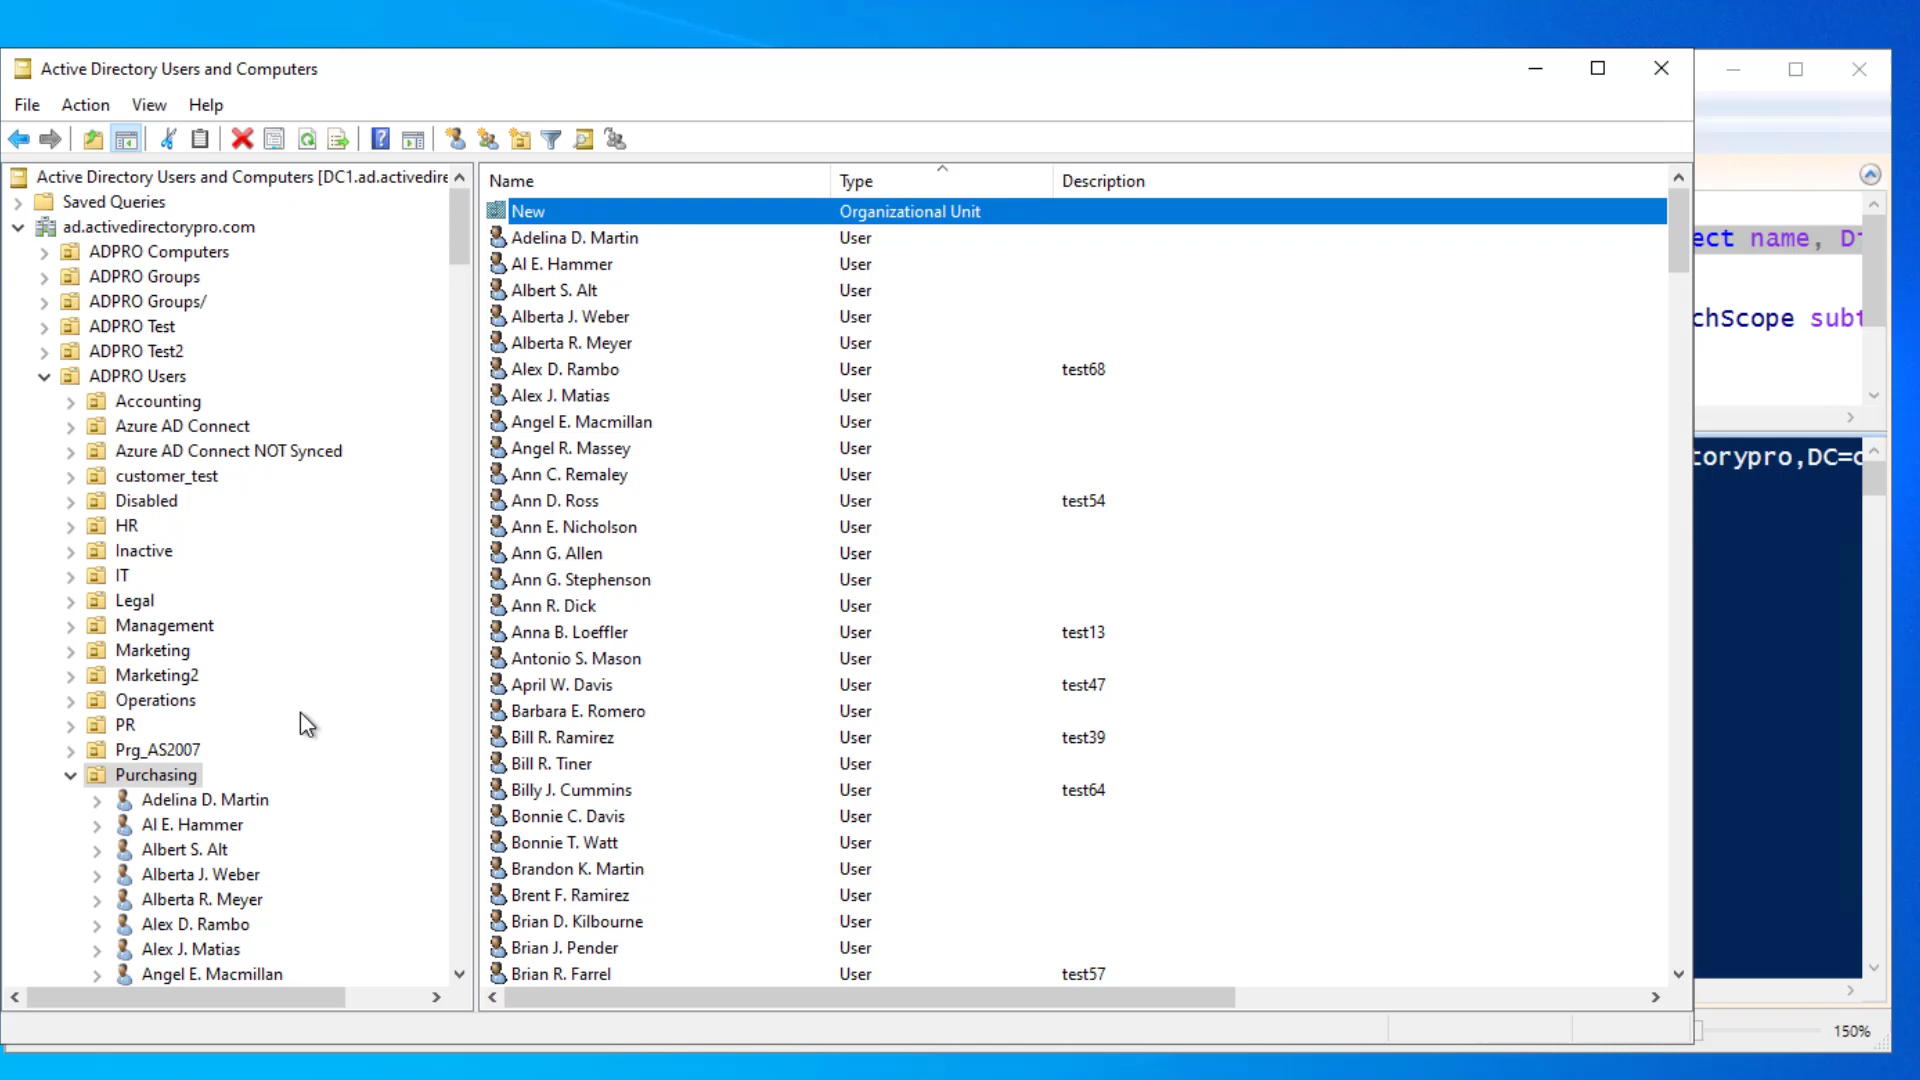 Active Directory Users and Computers
File Action View Help
Active Directory Users and Computers [DC1.ad.activedire
Saved Queries
ad.activedirectorypro.com
ADPRO Computers
ADPRO Groups
ADPRO Groups/
ADPRO Test
ADPRO Test2
ADPRO Users
Accounting
Azure AD Connect
Azure AD Connect NOT Synced
customer_test
Disabled
HR
Inactive
IT
Legal
Management
Marketing
Marketing2
Operations
PR
Prg_AS2007
Purchasing
Adelina D. Martin
Al E. Hammer
Albert S. Alt
Alberta J. Weber
Alberta R. Meyer
Alex D. Rambo
Alex J. Matias
Angel E. Macmillan
Name Type Description
New Organizational Unit
Adelina D. Martin User
Al E. Hammer User
Albert S. Alt User
Alberta J. Weber User
Alberta R. Meyer User
Alex D. Rambo User test68
Alex J. Matias User
Angel E. Macmillan User
Angel R. Massey User
Ann C. Remaley User
Ann D. Ross User test54
Ann E. Nicholson User
Ann G. Allen User
Ann G. Stephenson User
Ann R. Dick User
Anna B. Loeffler User test13
Antonio S. Mason User
April W. Davis User test47
Barbara E. Romero User
Bill R. Ramirez User test39
Bill R. Tiner User
Billy J. Cummins User test64
Bonnie C. Davis User
Bonnie T. Watt User
Brandon K. Martin User
Brent F. Ramirez User
Brian D. Kilbourne User
Brian J. Pender User
Brian R. Farrel User test57
ect name, D
chScope subt
torypro,DC=c
150%